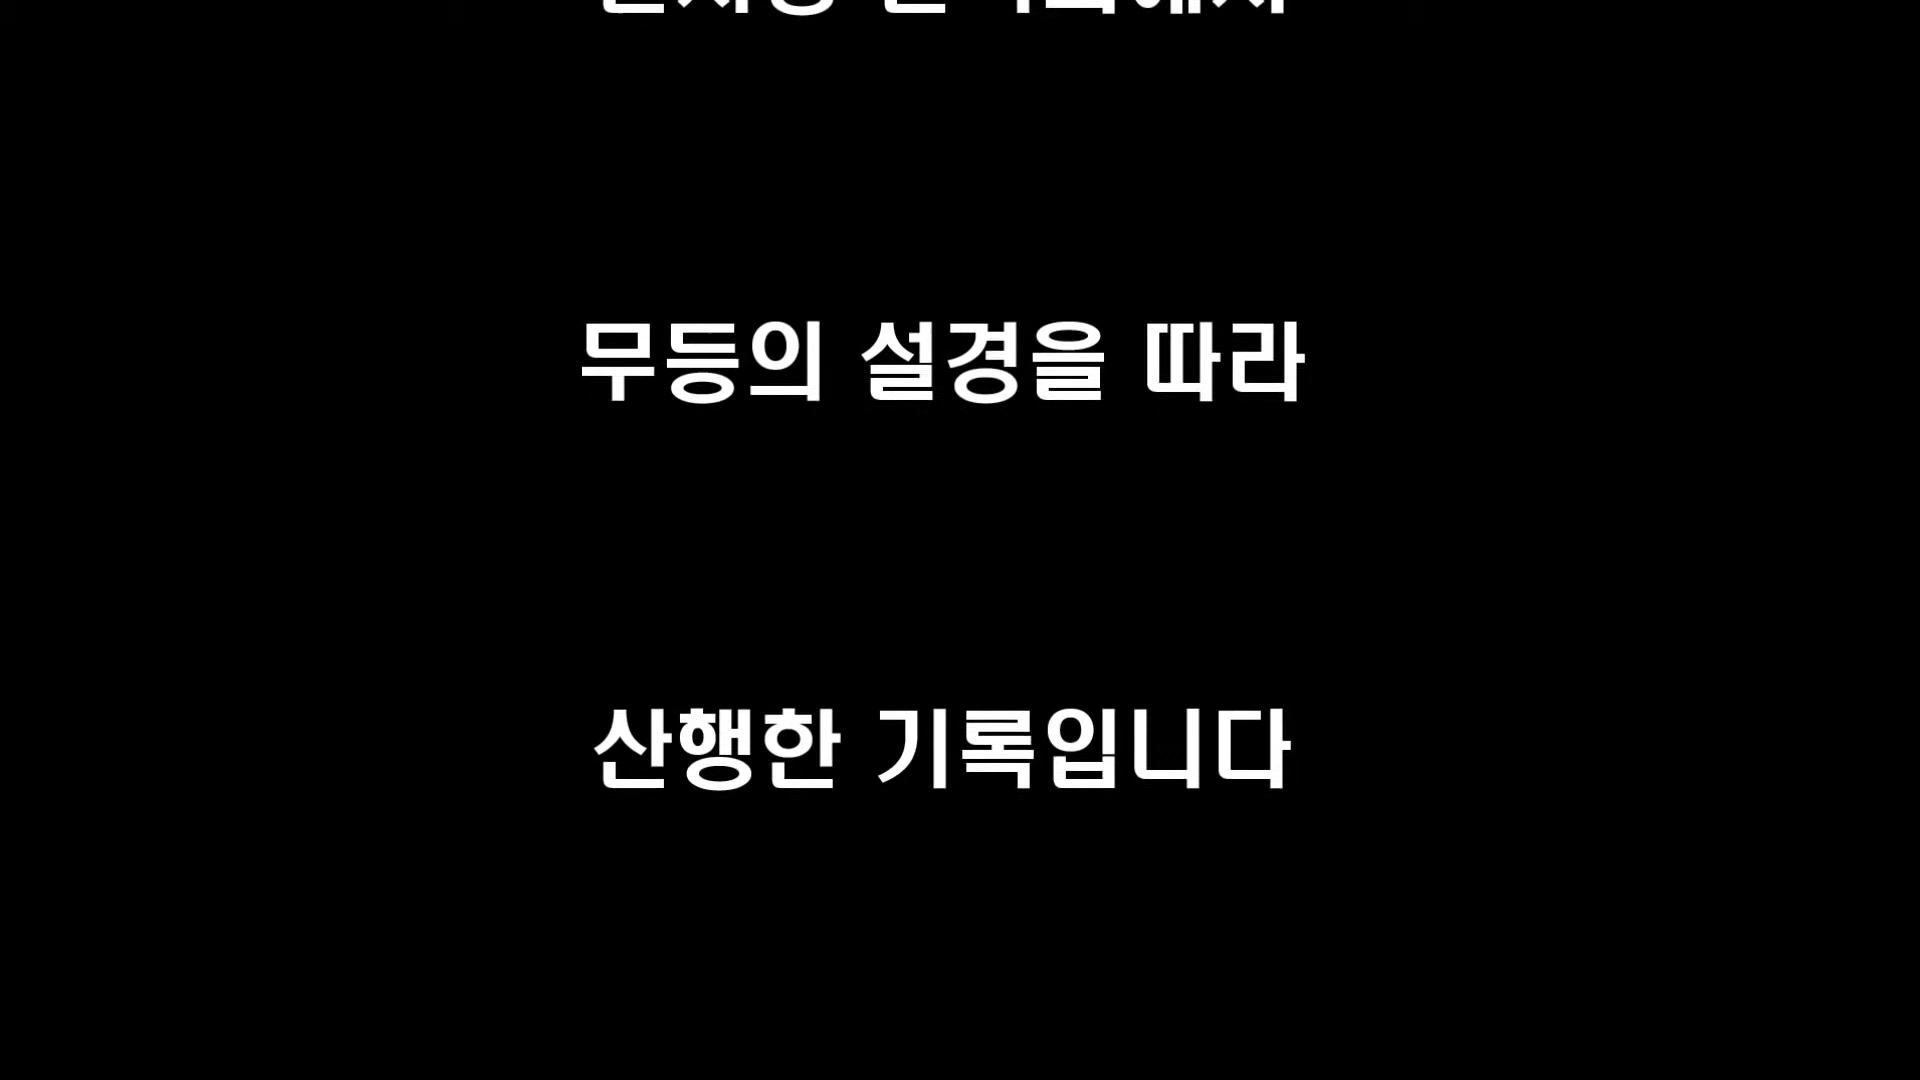 무등의 설경을 따라
산행한 기록입니다